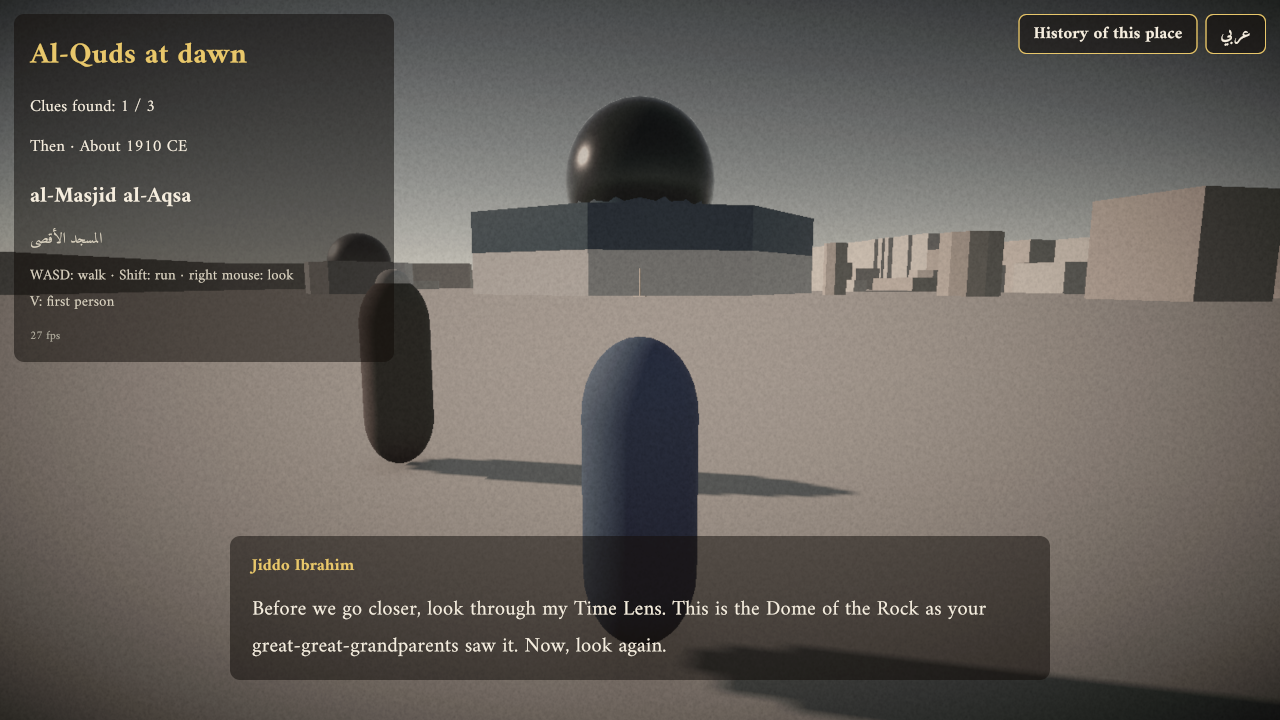 Al-Quds at dawn
Clues found: 1 / 3
Then · About 1910 CE
al-Masjid al-Aqsa
المسجد الأقصى
WASD: walk · Shift: run · right mouse: look
V: first person
27 fps
History of this place
عربي
Jiddo Ibrahim
Before we go closer, look through my Time Lens. This is the Dome of the Rock as your
great-great-grandparents saw it. Now, look again.